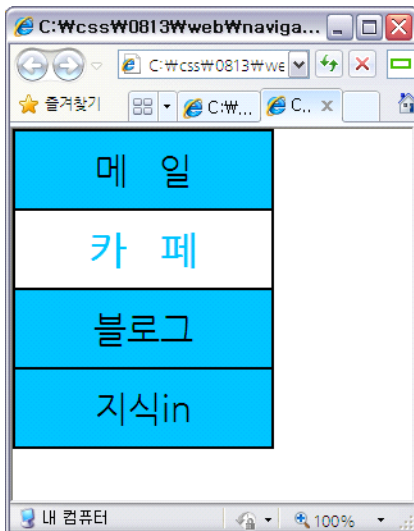 C:₩css₩0813₩web₩naviga...
C:₩css₩0813₩we
즐겨찾기 C:₩... C..
메 일
카 페
블로그
지식in
내 컴퓨터 100%